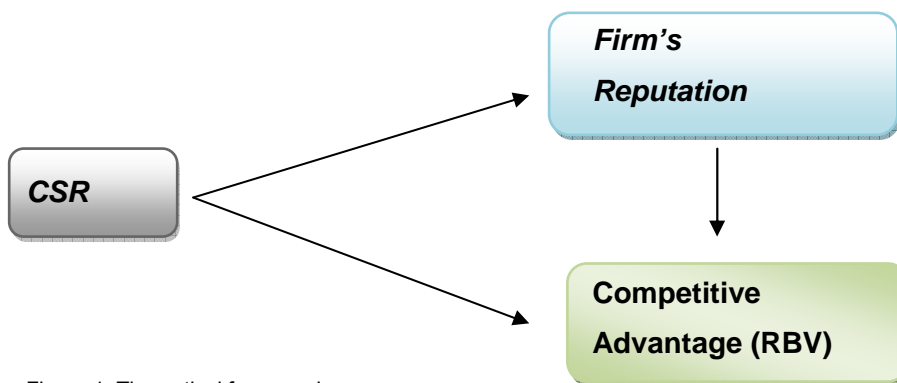 Firm's
Reputation
CSR
Competitive
Advantage (RBV)